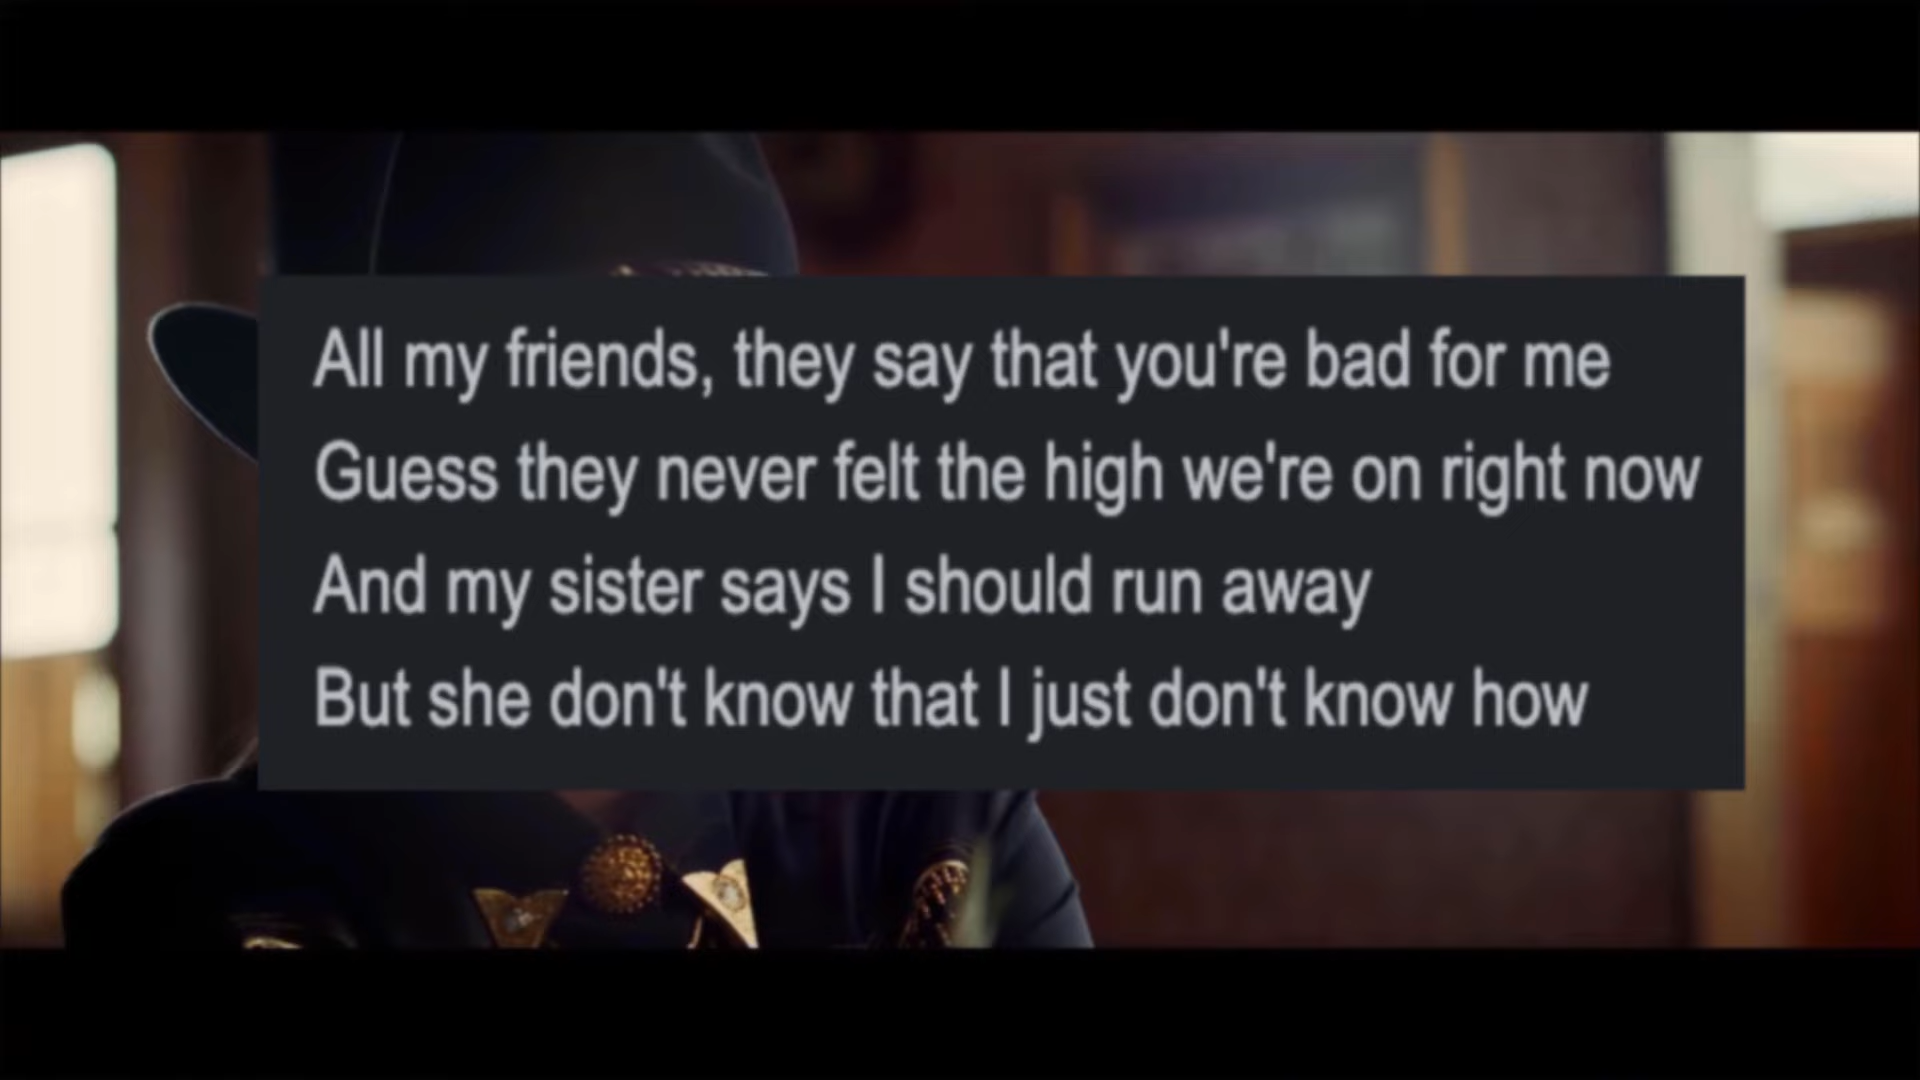 All my friends, they say that you're bad for me
Guess they never felt the high we're on right now
And my sister says I should run away
But she don't know that I just don't know how